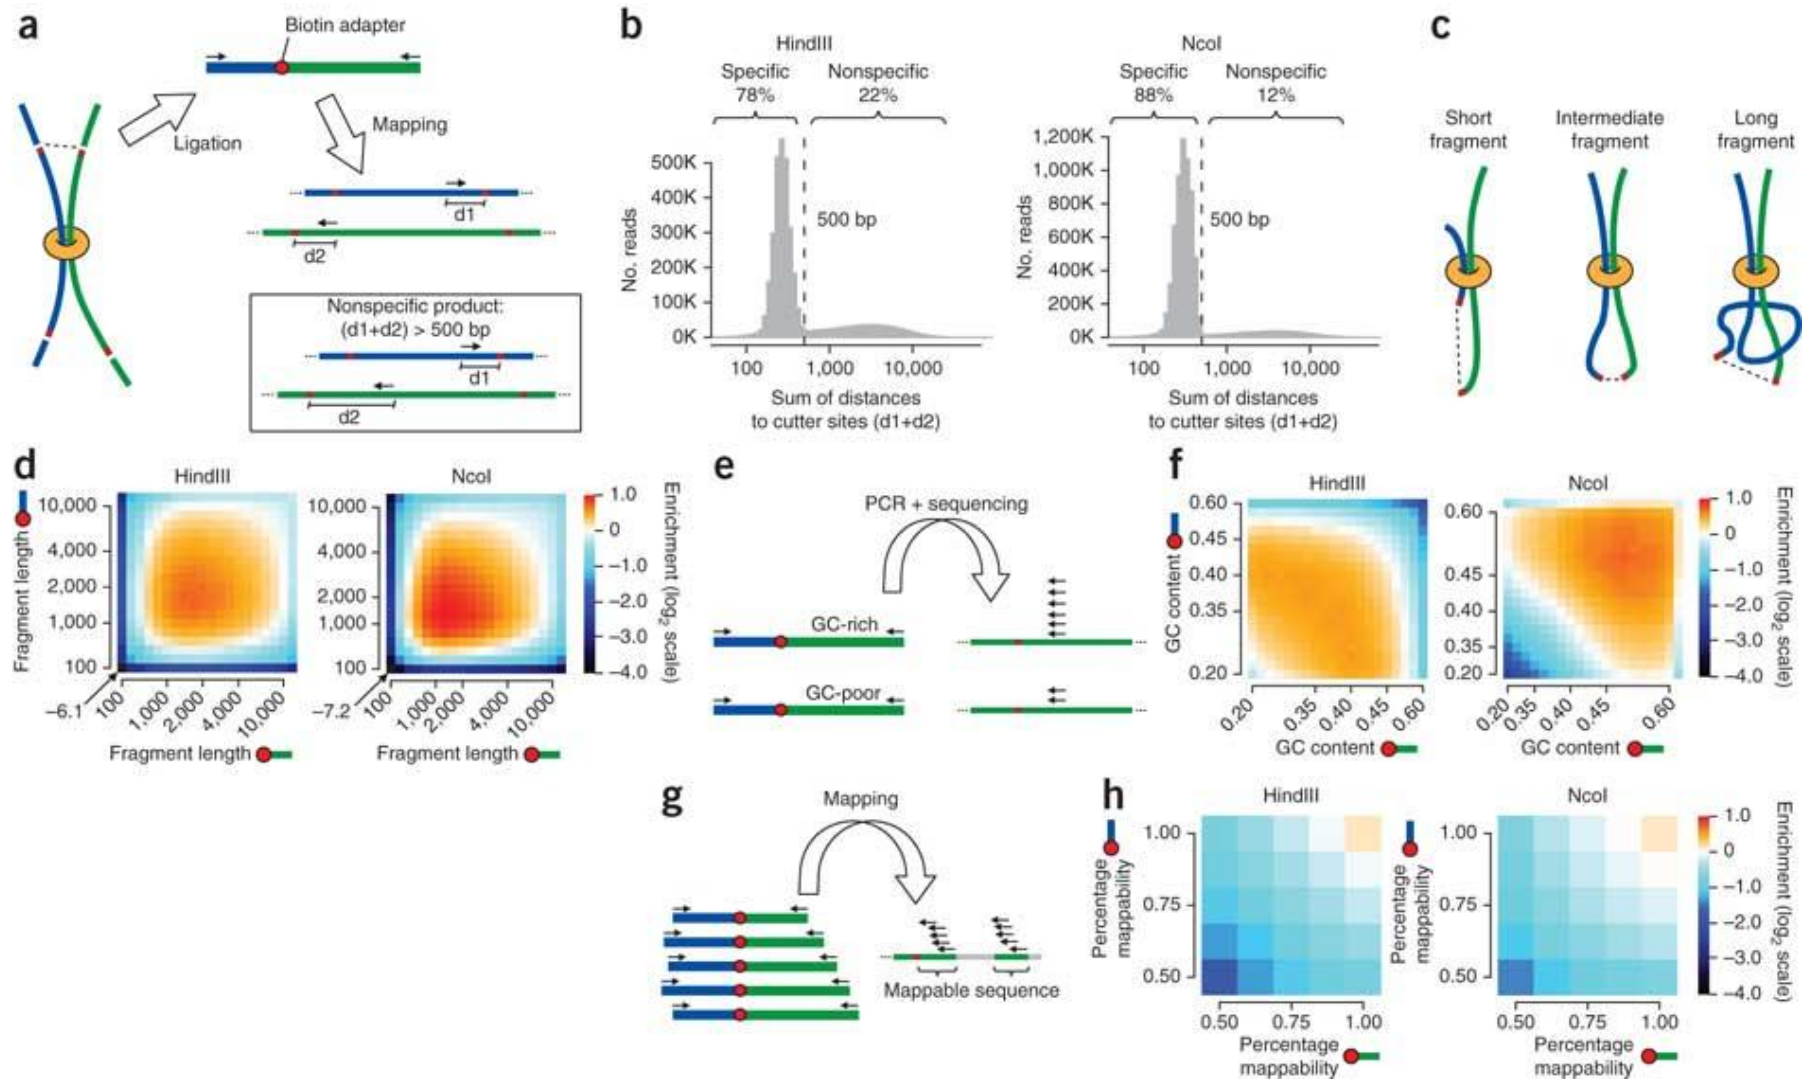 a
Biotin adapter
Ligation
Mapping
d1
d2
Nonspecific product:
(d1+d2) > 500 bp
d1
d2
b
HindIII
Specific
78%
Nonspecific
22%
500K
400K
300K
200K
100K
0K
No. reads
500 bp
100
1,000
10,000
Sum of distances
to cutter sites (d1+d2)
NcoI
Specific
88%
Nonspecific
12%
1,200K
1,000K
800K
600K
400K
200K
0K
No. reads
500 bp
100
1,000
10,000
Sum of distances
to cutter sites (d1+d2)
c
Short
fragment
Intermediate
fragment
Long
fragment
d
HindIII
Fragment length
10,000
4,000
2,000
1,000
100
−6.1
100
1,000
2,000
4,000
10,000
Fragment length
NcoI
10,000
4,000
2,000
1,000
100
−7.2
100
1,000
2,000
4,000
10,000
Fragment length
1.0
0
−1.0
−2.0
−3.0
−4.0
Enrichment (log2 scale)
e
PCR + sequencing
GC-rich
GC-poor
f
HindIII
GC content
0.60
0.45
0.40
0.35
0.20
0.20
0.35
0.40
0.45
0.60
GC content
NcoI
0.60
0.45
0.40
0.35
0.20
0.20
0.35
0.40
0.45
0.60
GC content
1.0
0
−1.0
−2.0
−3.0
−4.0
Enrichment (log2 scale)
g
Mapping
Mappable sequence
h
HindIII
Percentage
mappability
1.00
0.75
0.50
0.50
0.75
1.00
Percentage
mappability
NcoI
Percentage
mappability
1.00
0.75
0.50
0.50
0.75
1.00
Percentage
mappability
1.0
0
−1.0
−2.0
−3.0
−4.0
Enrichment (log2 scale)